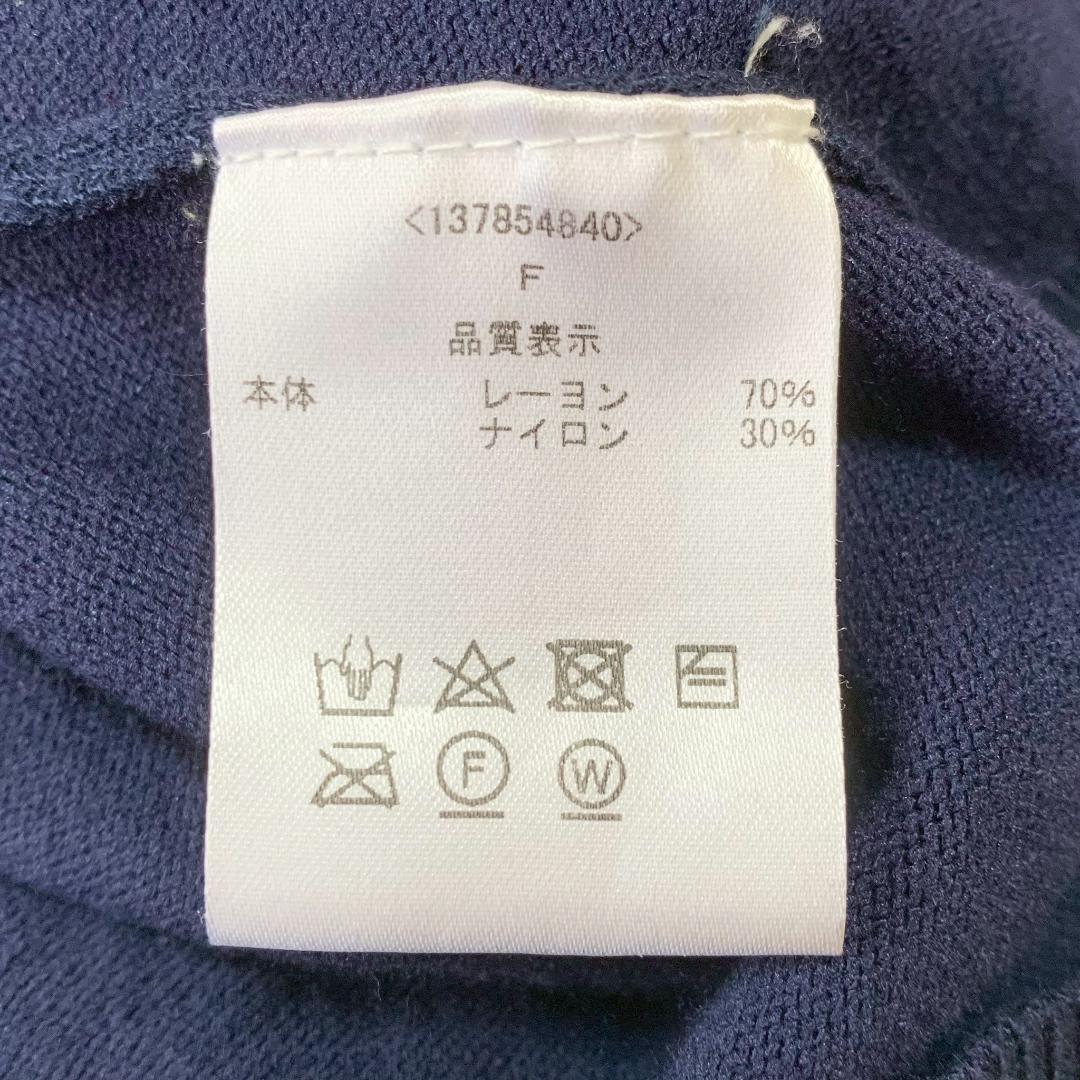 <137854840>
F
品質表示
本体 レーヨン 70%
ナイロン 30%
F W